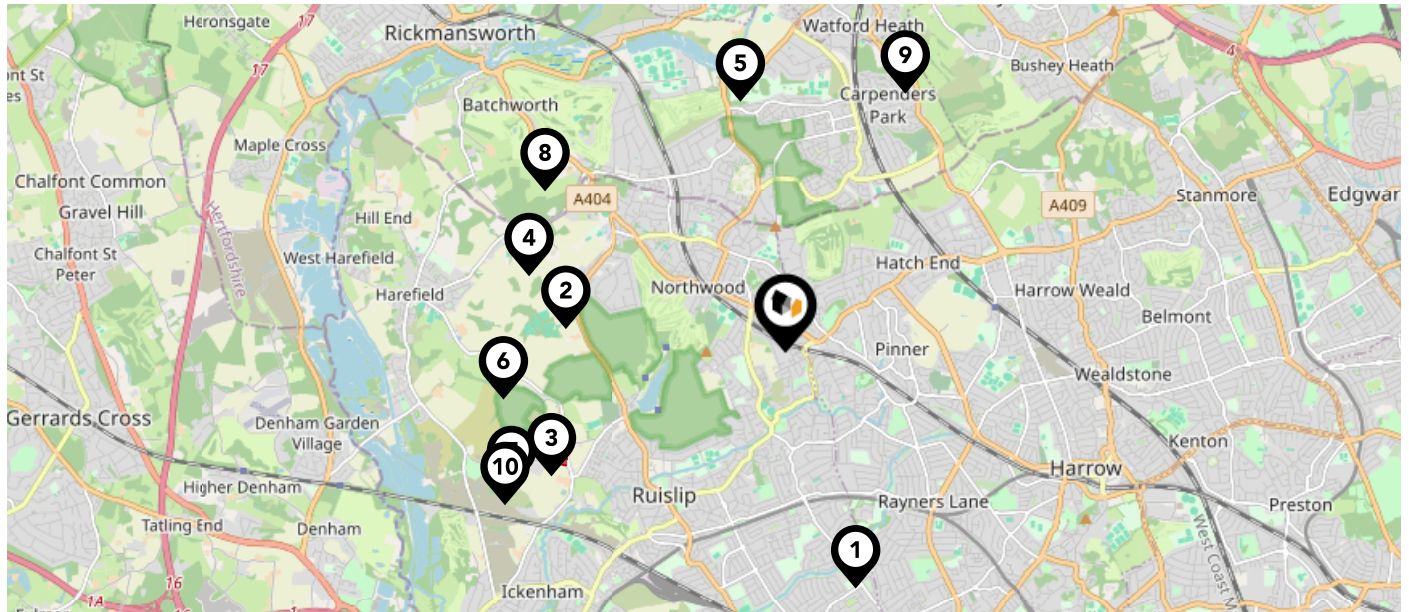 Heronsgate
17
Rickmansworth
Watford Heath
5
9
4
17
Bushey Heath
Batchworth
Carpenders
Park
Maple Cross
8
Chalfont Common
A404
Stanmore
Edgwar
Gravel Hill
Hill End
A409
Hertfordshire
4
Chalfont St
Peter
West Harefield
Hatch End
2
Harefield
Northwood
Harrow Weald
Belmont
6
Pinner
Wealdstone
Gerrards Cross
Denham Garden
Village
3
Kenton
10
Harrow
Higher Denham
Ruislip
Rayners Lane
Preston
Tatling End
Denham
1
16
Ickenham
1A
West Coast M